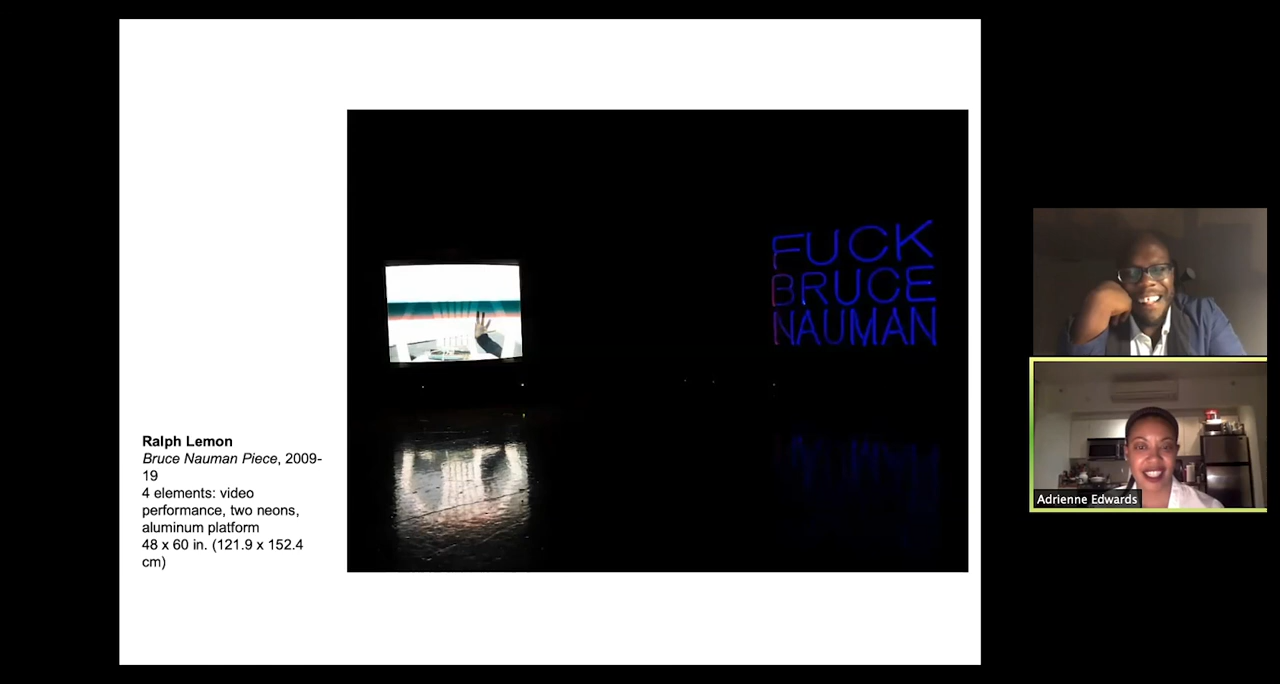 FUCK
BRUCE
NAUMAN
Ralph Lemon
Bruce Nauman Piece, 2009-
19
4 elements: video
performance, two neons,
aluminum platform
48 x 60 in. (121.9 x 152.4
cm)
Adrienne Edwards